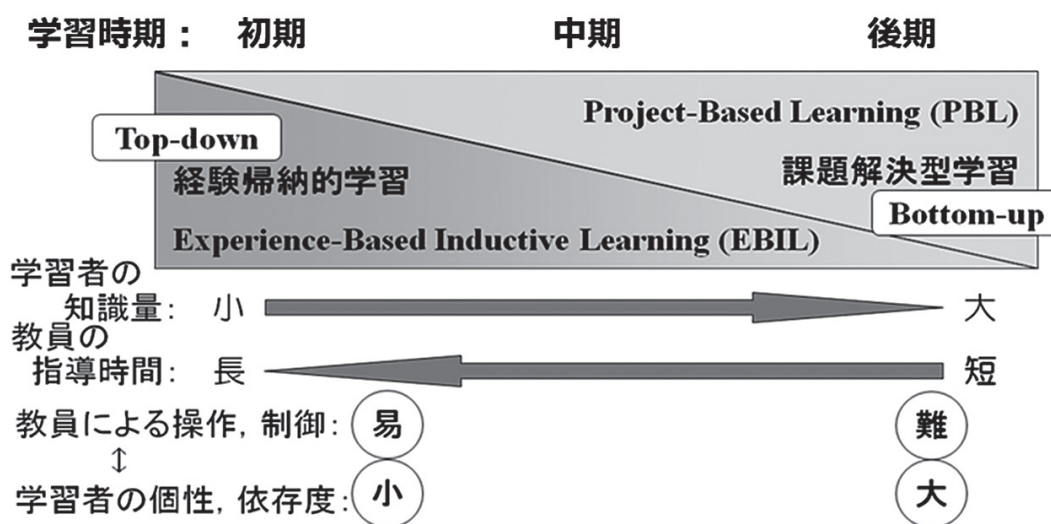 学習時期： 初期 中期 後期
Project-Based Learning (PBL)
Top-down
経験帰納的学習
課題解決型学習
Bottom-up
Experience-Based Inductive Learning (EBIL)
学習者の
知識量： 小 大
教員の
指導時間： 長 短
教員による操作, 制御： 易 難
↕
学習者の個性, 依存度： 小 大